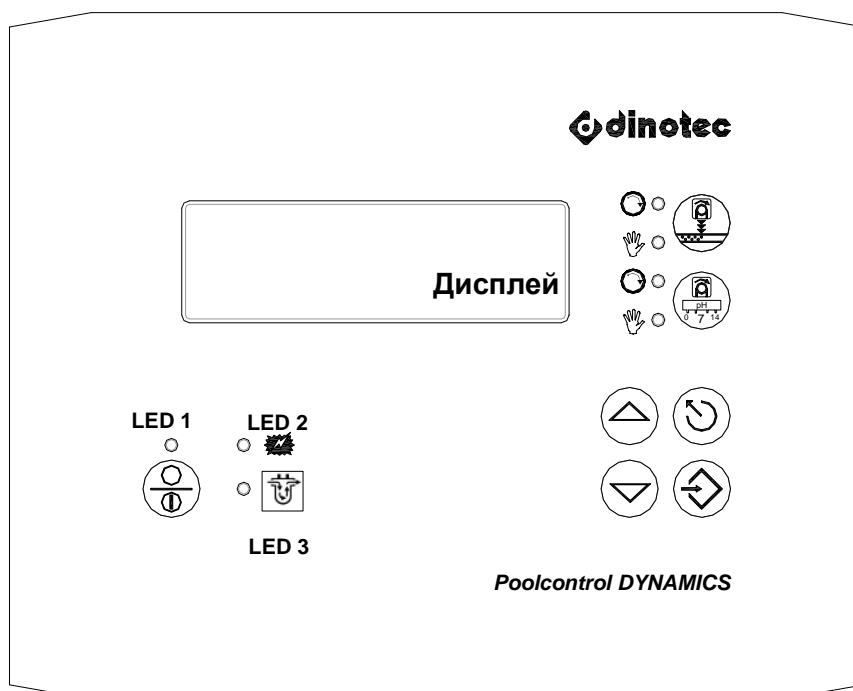 dinotec
Дисплей
pH
0 7 14
LED 1
LED 2
LED 3
Poolcontrol DYNAMICS